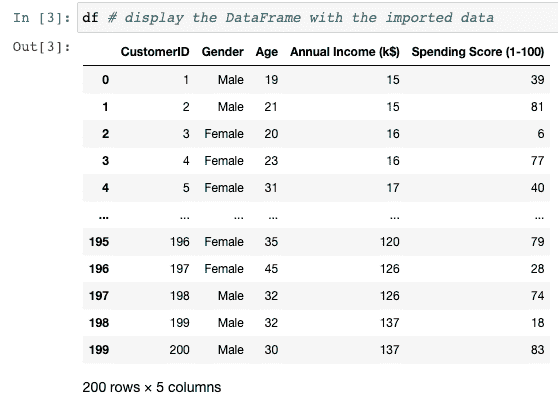 In [3]: df # display the DataFrame with the imported data
Out[3]:
CustomerID Gender Age Annual Income (k$) Spending Score (1-100)
0 1 Male 19 15 39
1 2 Male 21 15 81
2 3 Female 20 16 6
3 4 Female 23 16 77
4 5 Female 31 17 40
... ... ... ... ... ...
195 196 Female 35 120 79
196 197 Female 45 126 28
197 198 Male 32 126 74
198 199 Male 32 137 18
199 200 Male 30 137 83
200 rows × 5 columns